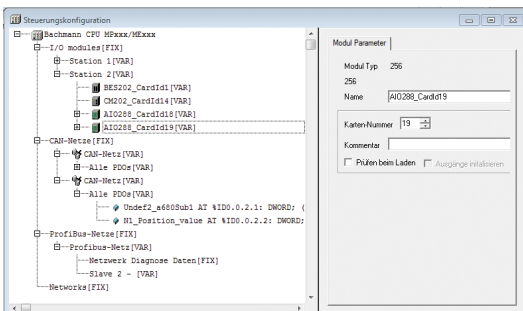 Steuerungskonfiguration
Bachmann CPU MPxxx/MExxx
I/O modules[FIX]
Station 1[VAR]
Station 2[VAR]
BES202_CardId1[VAR]
CM202_CardId14[VAR]
AIO288_CardId18[VAR]
AIO288_CardId19[VAR]
CAN-Netze[FIX]
CAN-Netz[VAR]
Alle PDOs[VAR]
CAN-Netz[VAR]
Alle PDOs[VAR]
Undef2_a680Sub1 AT %ID0.0.2.1: DWORD; (
N1_Position_value AT %ID0.0.2.2: DWORD;
ProfiBus-Netze[FIX]
Profibus-Netz[VAR]
Netzwerk Diagnose Daten[FIX]
Slave 2 - [VAR]
Networks[FIX]
Modul Parameter
Modul Typ 256
256
Name AIO288_CardId19
Karten-Nummer 19
Kommentar
Prüfen beim Laden Ausgänge initialisieren